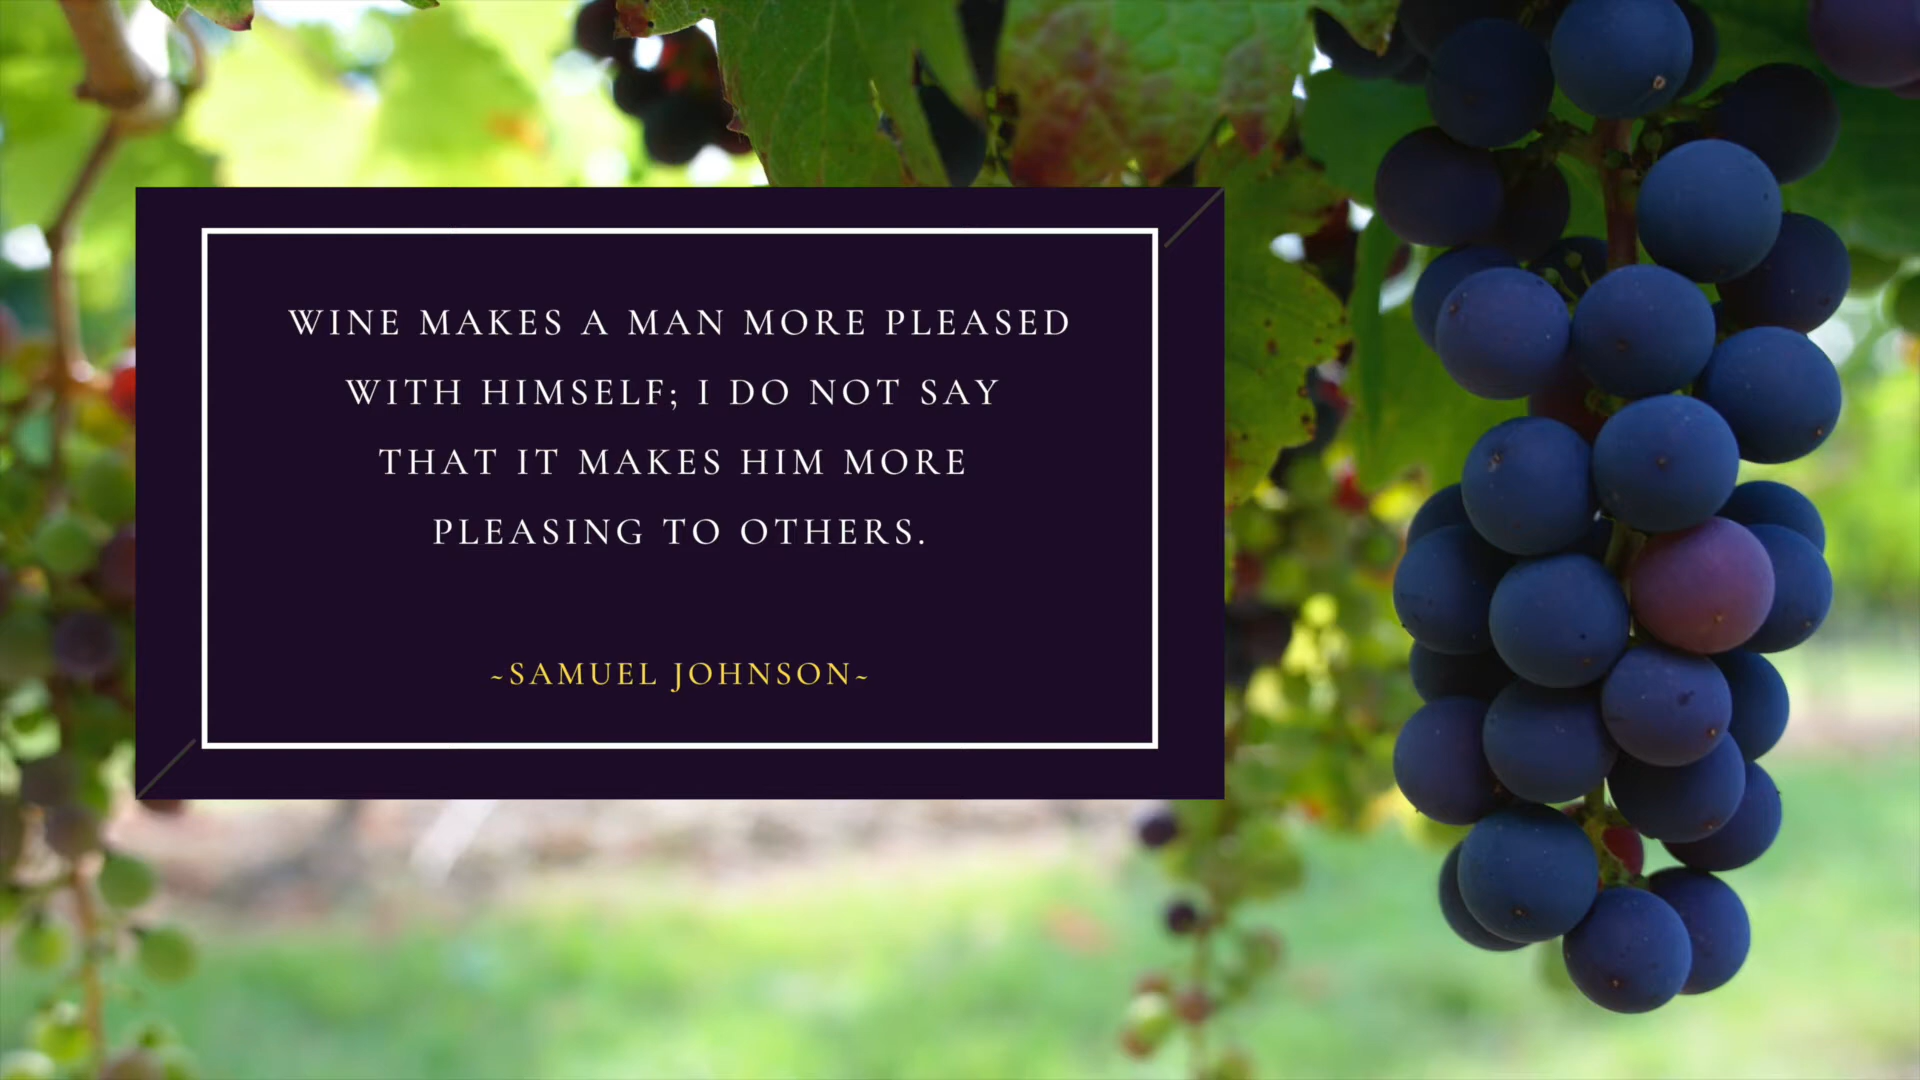 WINE MAKES A MAN MORE PLEASED
WITH HIMSELF; I DO NOT SAY
THAT IT MAKES HIM MORE
PLEASING TO OTHERS.
~SAMUEL JOHNSON~